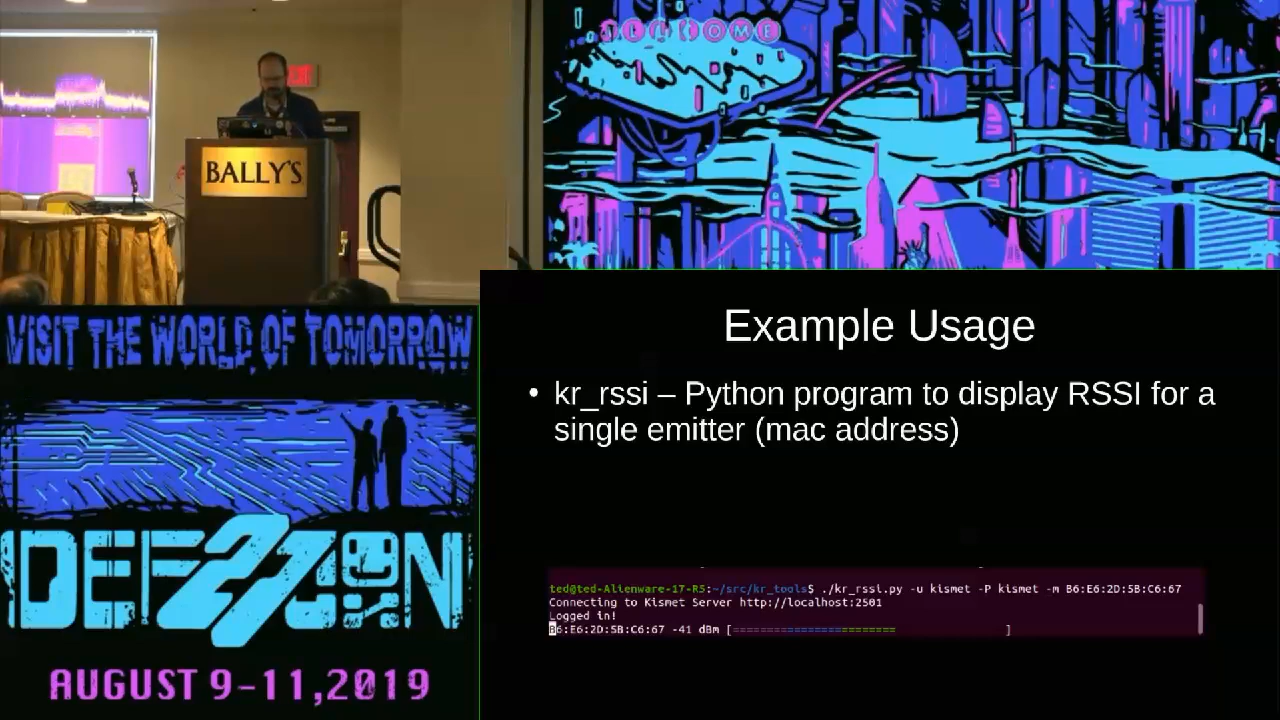 WELCOME
EXIT
BALLY'S
VISIT THE WORLD OF TOMORROW
DEF27CON
AUGUST 9-11,2019
Example Usage
• kr_rssi – Python program to display RSSI for a
single emitter (mac address)
ted@ted-Alienware-17-R5:~/src/kr_tools$ ./kr_rssi.py -u kismet -P kismet -m B6:E6:2D:5B:C6:67
Connecting to Kismet Server http://localhost:2501
Logged in!
B6:E6:2D:5B:C6:67 -41 dBm [======================== ]